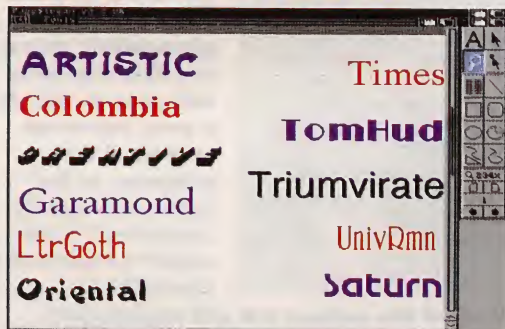 ARTISTIC
Colombia
Garamond
LtrGoth
Oriental
Times
TomHud
Triumvirate
UnivRmn
Saturn
A